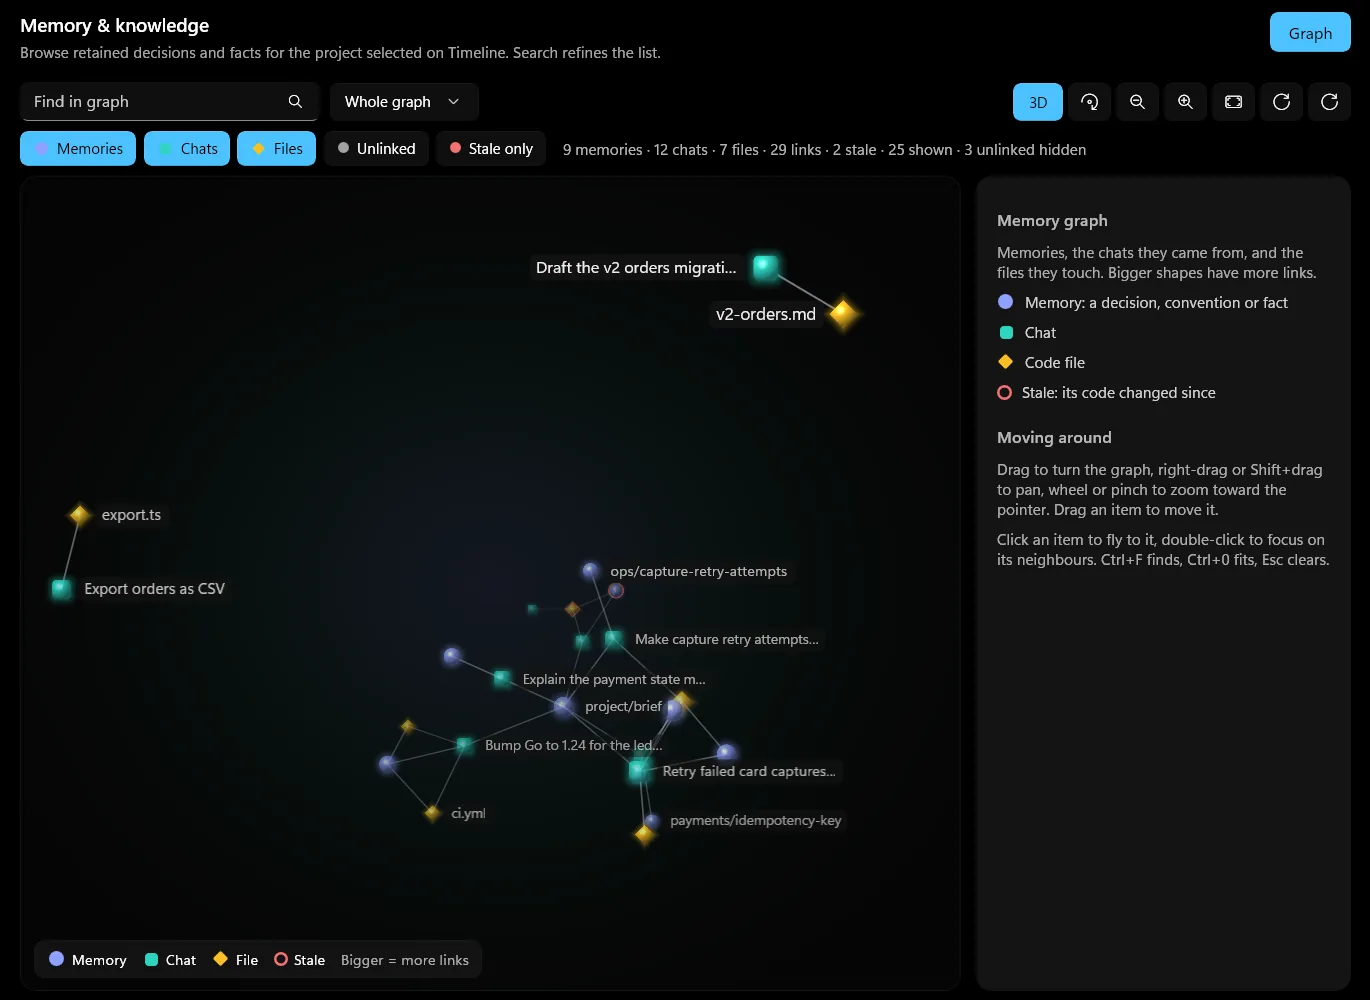 Memory & knowledge
Browse retained decisions and facts for the project selected on Timeline. Search refines the list.
Graph
Find in graph
Whole graph
3D
Memories
Chats
Files
Unlinked
Stale only
9 memories · 12 chats · 7 files · 29 links · 2 stale · 25 shown · 3 unlinked hidden
Draft the v2 orders migrati...
v2-orders.md
export.ts
Export orders as CSV
ops/capture-retry-attempts
Make capture retry attempts...
Explain the payment state m...
project/brief
Bump Go to 1.24 for the led...
Retry failed card captures...
ci.yml
payments/idempotency-key
Memory
Chat
File
Stale
Bigger = more links
Memory graph
Memories, the chats they came from, and the
files they touch. Bigger shapes have more links.
Memory: a decision, convention or fact
Chat
Code file
Stale: its code changed since
Moving around
Drag to turn the graph, right-drag or Shift+drag
to pan, wheel or pinch to zoom toward the
pointer. Drag an item to move it.
Click an item to fly to it, double-click to focus on
its neighbours. Ctrl+F finds, Ctrl+0 fits, Esc clears.